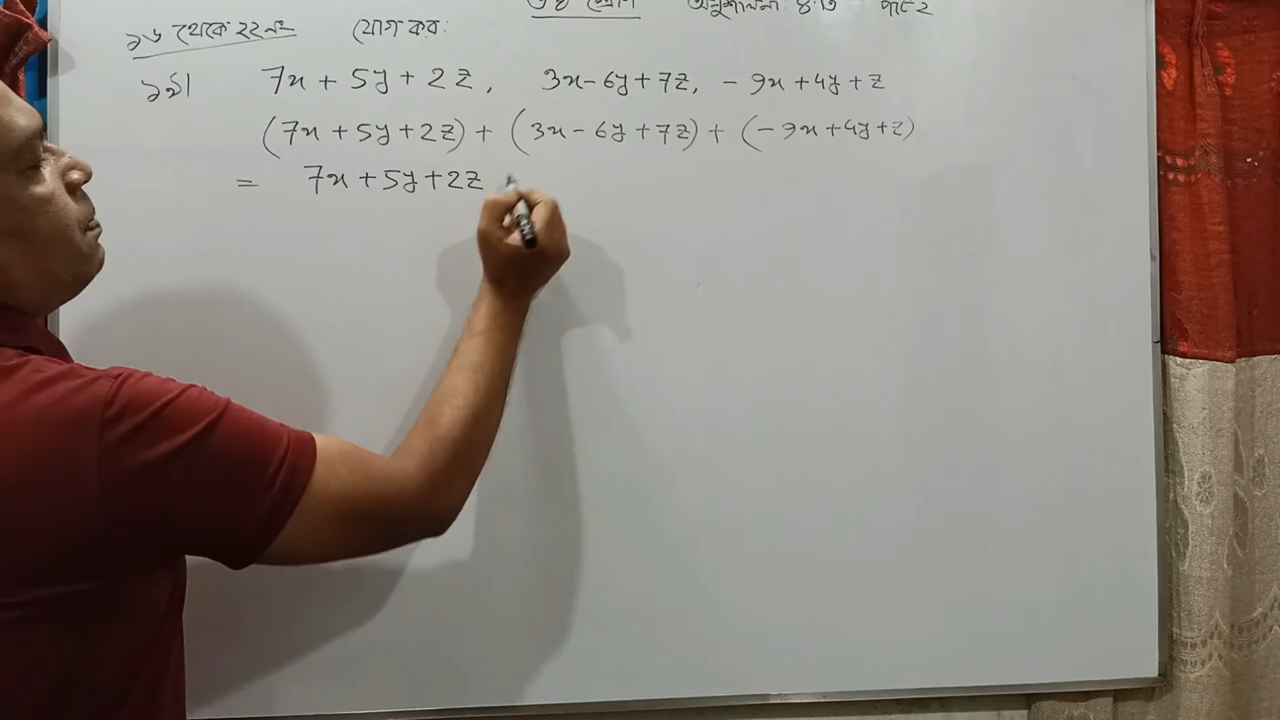 ৬ষ্ঠ শ্রেণি অনুশীলনী ৪.৩ পার্ট ২
১৬ থেকে ২২নং যোগ কর:
১৯। 7x + 5y + 2z, 3x - 6y + 7z, - 9x + 4y + z
(7x + 5y + 2z) + (3x - 6y + 7z) + (- 9x + 4y + z)
= 7x + 5y + 2z